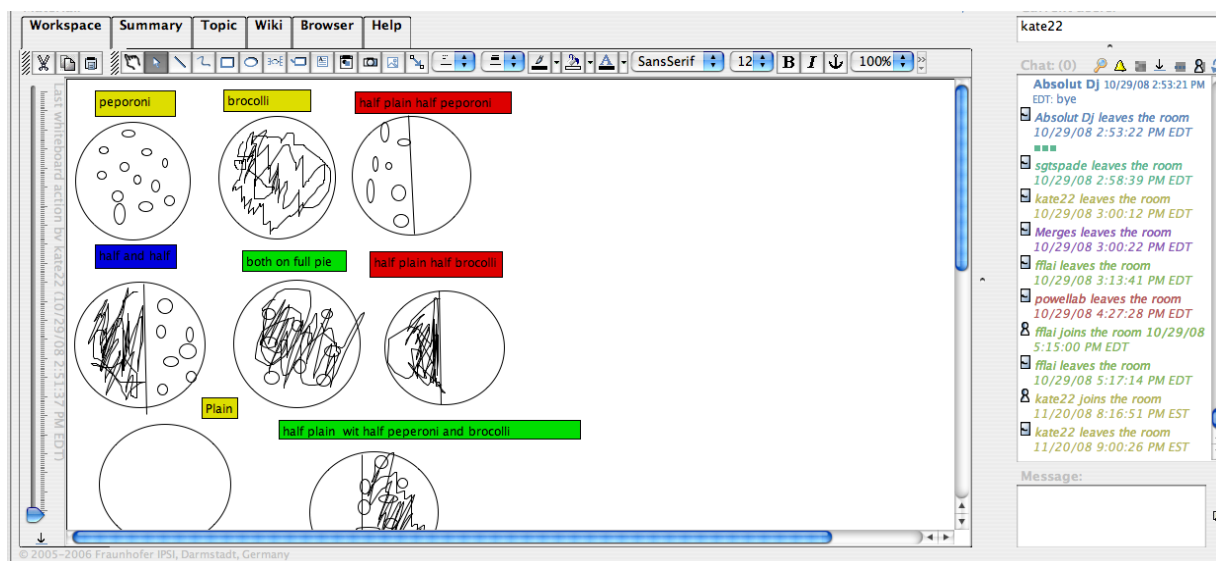 Workspace Summary Topic Wiki Browser Help
SansSerif 12 B I 100%
peporoni
brocolli
half plain half peporoni
half and half
both on full pie
half plain half brocolli
Plain
half plain wit half peperoni and brocolli
Last whiteboard action by kate22 (10/29/08 2:51:37 PM EDT)
© 2005-2006 Fraunhofer IPSI, Darmstadt, Germany
kate22
Chat: (0)
Absolut Dj 10/29/08 2:53:21 PM
EDT: bye
Absolut Dj leaves the room
10/29/08 2:53:22 PM EDT
sgtspade leaves the room
10/29/08 2:58:39 PM EDT
kate22 leaves the room
10/29/08 3:00:12 PM EDT
Merges leaves the room
10/29/08 3:00:22 PM EDT
fflai leaves the room
10/29/08 3:13:41 PM EDT
powellab leaves the room
10/29/08 4:27:28 PM EDT
fflai joins the room 10/29/08
5:15:00 PM EDT
fflai leaves the room
10/29/08 5:17:14 PM EDT
kate22 joins the room
11/20/08 8:16:51 PM EST
kate22 leaves the room
11/20/08 9:00:26 PM EST
Message: